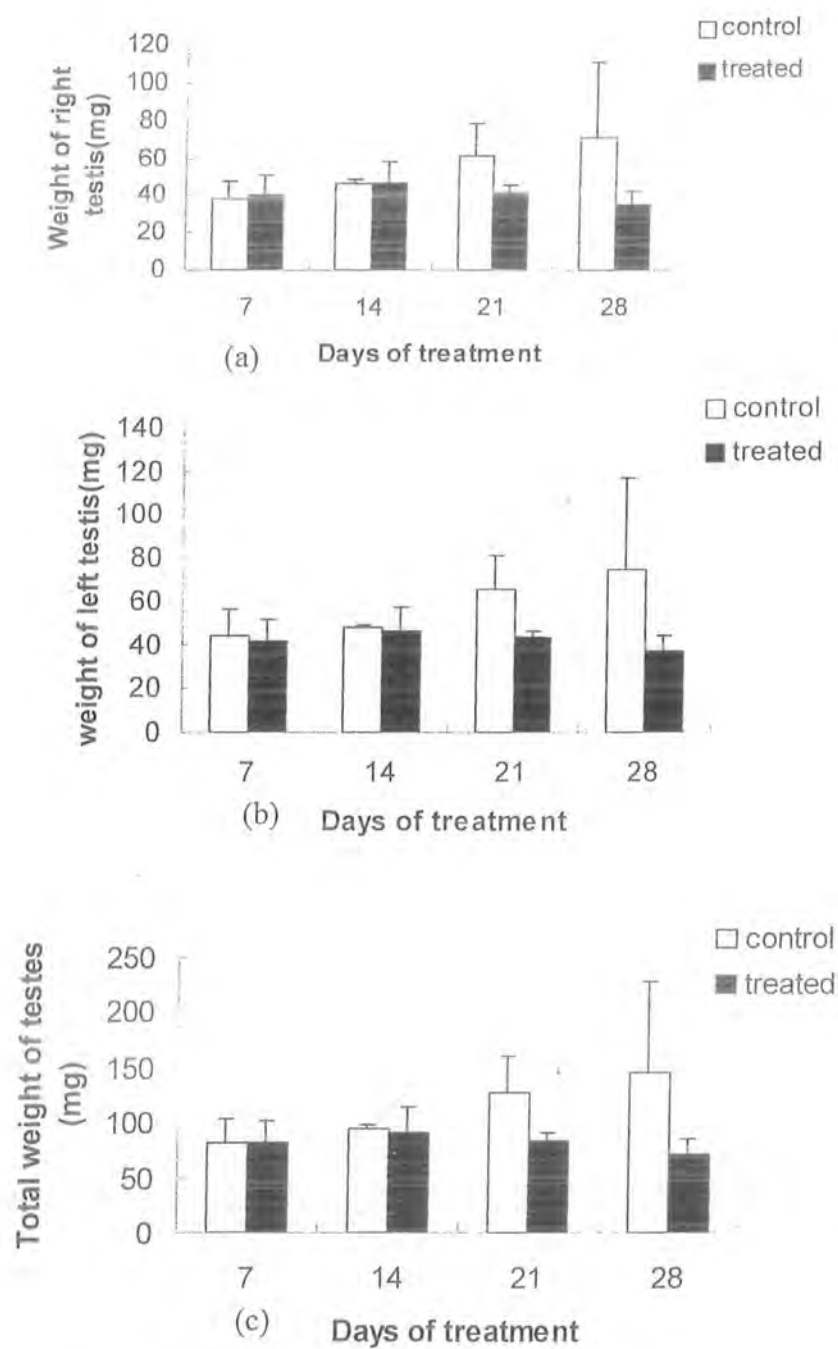 control
treated
Weight of right
testis(mg)
120
100
80
60
40
20
0
7 14 21 28
(a) Days of treatment
control
treated
weight of left testis(mg)
140
120
100
80
60
40
20
0
7 14 21 28
(b) Days of treatment
control
treated
Total weight of testes
(mg)
250
200
150
100
50
0
7 14 21 28
(c) Days of treatment